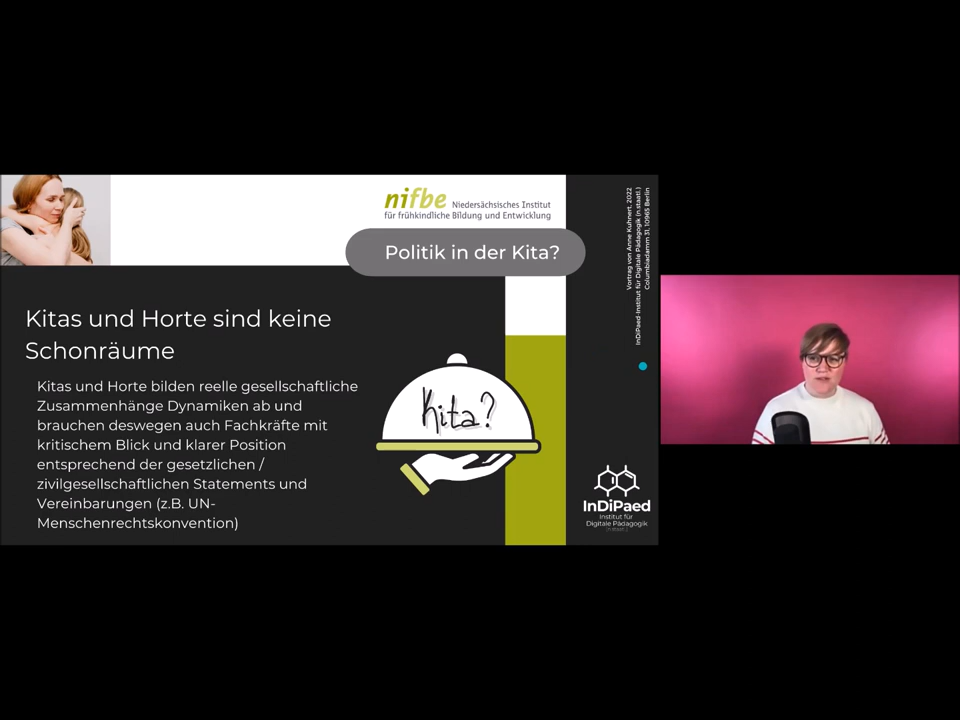 nifbe Niedersächsisches Institut
für frühkindliche Bildung und Entwicklung
Politik in der Kita?
Kitas und Horte sind keine
Schonräume
Kitas und Horte bilden reelle gesellschaftliche
Zusammenhänge Dynamiken ab und
brauchen deswegen auch Fachkräfte mit
kritischem Blick und klarer Position
entsprechend der gesetzlichen /
zivilgesellschaftlichen Statements und
Vereinbarungen (z.B. UN-
Menschenrechtskonvention)
Kita?
Vortrag von Anne Kuhnert, 2022
InDiPaed-Institut für Digitale Pädagogik (n.staatl.)
Columbiadamm 31, 10965 Berlin
InDiPaed
Institut für
Digitale Pädagogik